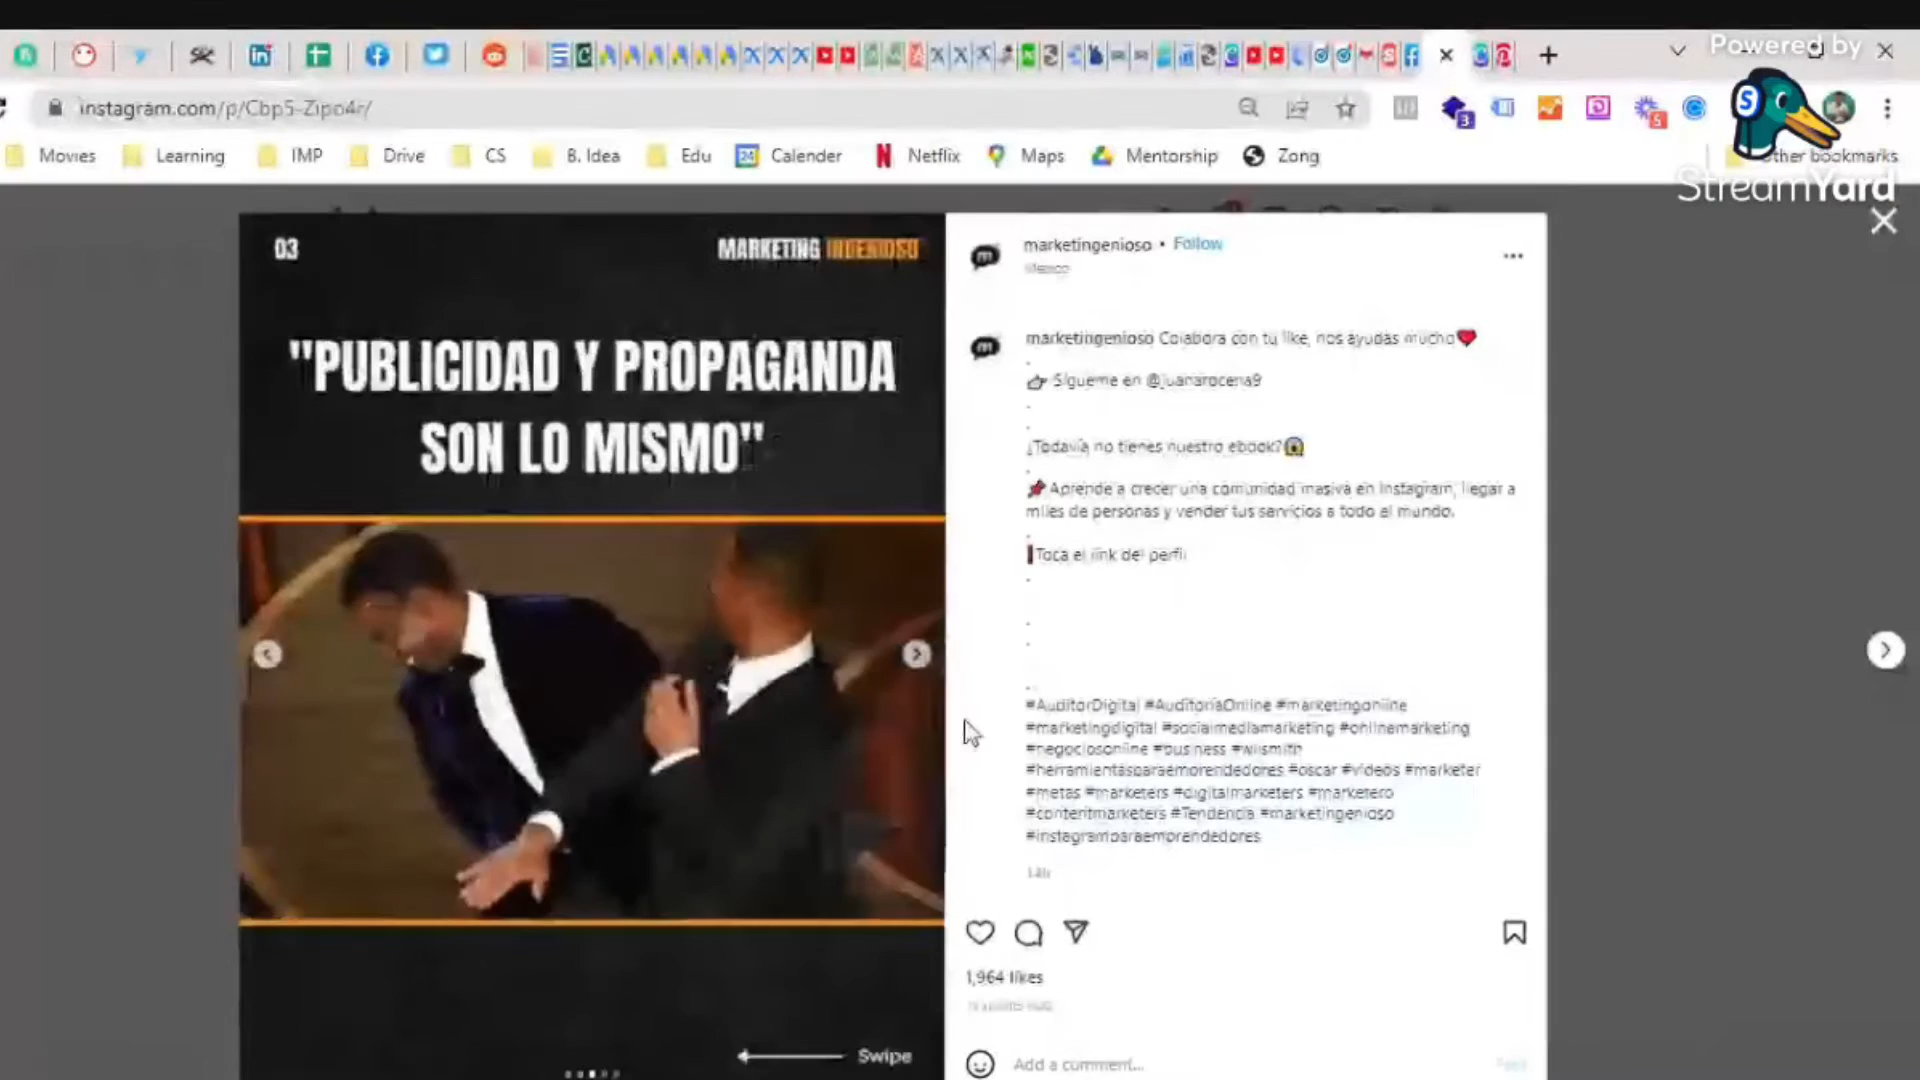 Powered by
StreamYard
instagram.com/p/Cbp5-Zipo4r/
Movies Learning IMP Drive CS B. Idea Edu Calender Netflix Maps Mentorship Zong Other bookmarks
03
MARKETING INGENIOSO
"PUBLICIDAD Y PROPAGANDA
SON LO MISMO"
Swipe
marketingenioso • Follow
marketingenioso Colabora con tu like, nos ayudas mucho
Sígueme en @juanarocena9
¿Todavía no tienes nuestro ebook?
Aprende a crecer una comunidad masiva en Instagram, llegar a
miles de personas y vender tus servicios a todo el mundo.
Toca el link del perfil
#AuditorDigital #AuditoriaOnline #marketingonline
#marketingdigital #socialmediamarketing #onlinemarketing
#negociosonline #business #wilsmith
#herramientasparaemprendedores #oscar #videos #marketer
#metas #marketers #digitalmarketers #marketero
#contentmarketers #Tendencia #marketingenioso
#instagramparaemprendedores
1,964 likes
Add a comment...